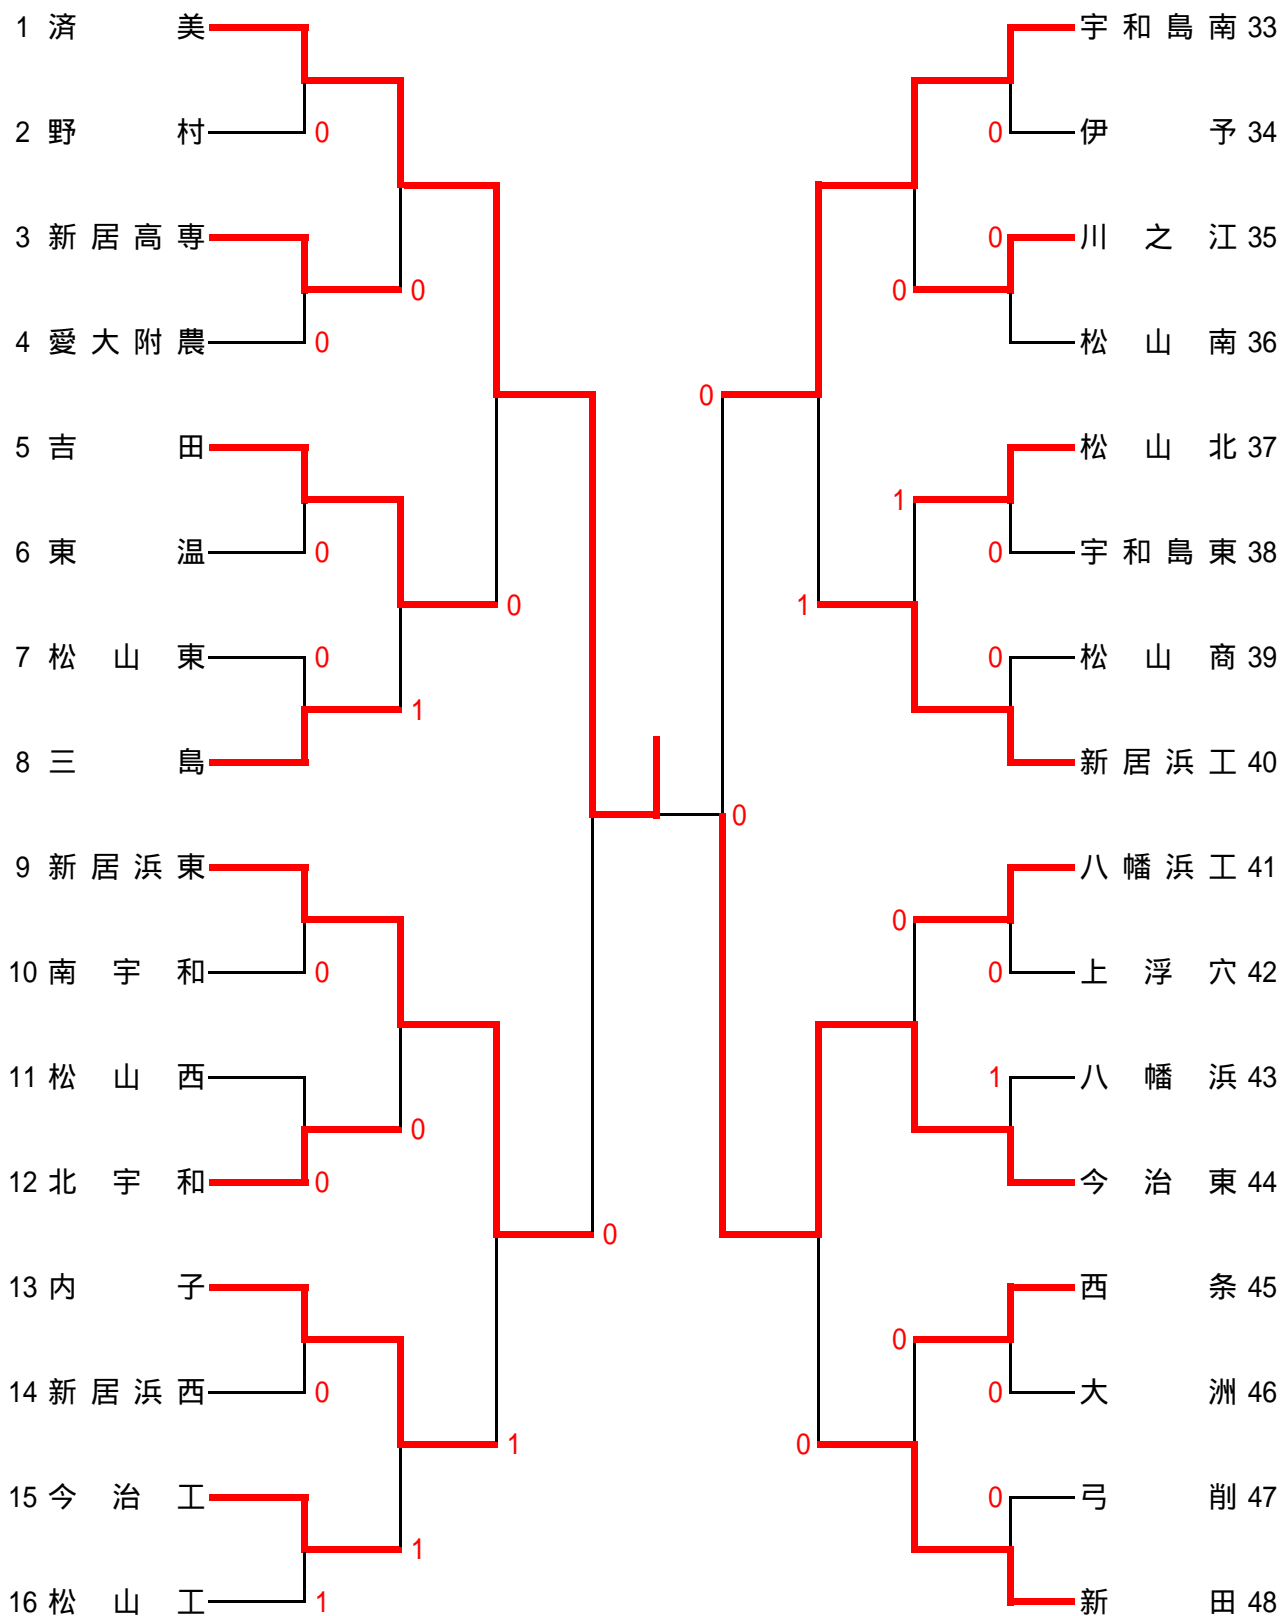 1 済美
2 野村
0
3 新居高専
0
4 愛大附農
0
5 吉田
6 東温
0
0
7 松山東
0
1
8 三島
9 新居浜東
10 南宇和
0
11 松山西
0
12 北宇和
0
0
13 内子
14 新居浜西
0
1
15 今治工
1
16 松山工
1
宇和島南 33
0
伊予 34
0
川之江 35
0
松山南 36
0
松山北 37
1
0
宇和島東 38
1
0
松山商 39
新居浜工 40
0
八幡浜工 41
0
0
上浮穴 42
1
八幡浜 43
今治東 44
西条 45
0
0
大洲 46
0
0
弓削 47
新田 48